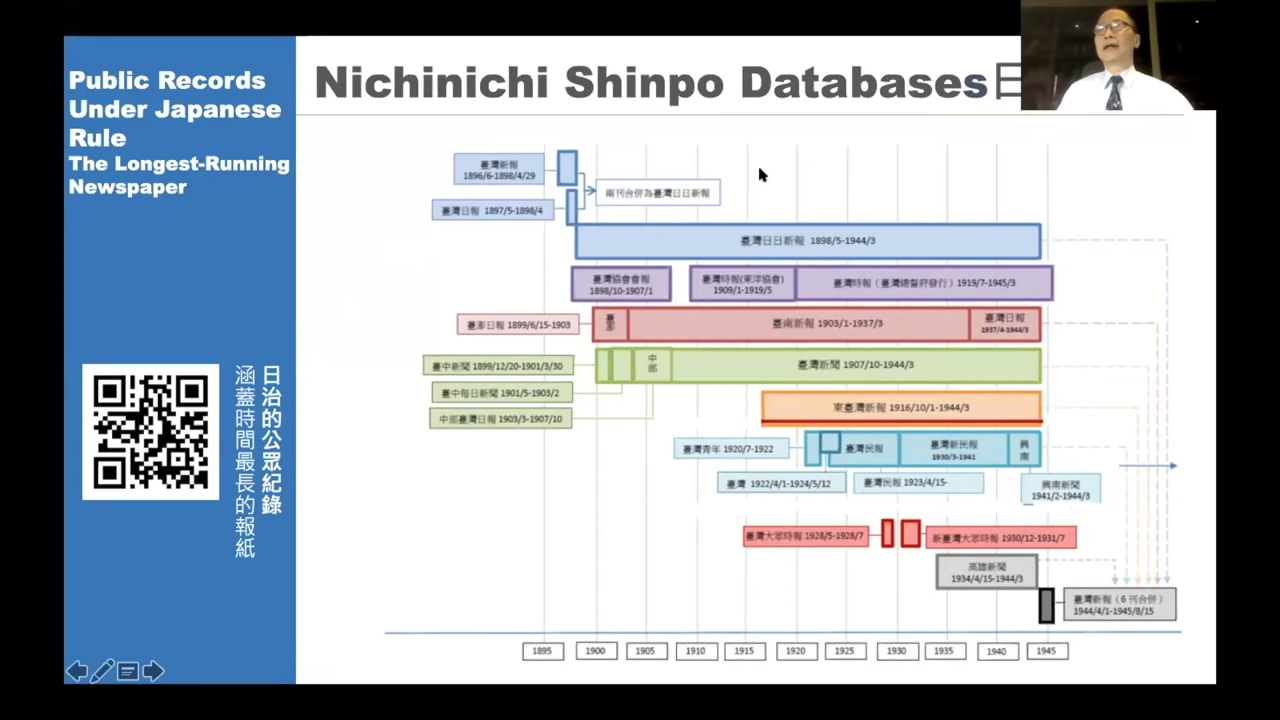 Public Records
Under Japanese
Rule
The Longest-Running
Newspaper
日治的公眾紀錄
涵蓋時間最長的報紙
Nichinichi Shinpo Databases日
臺灣新報
1896/6-1898/4/29
臺灣日報 1897/5-1898/4
兩刊合併為臺灣日日新報
臺灣日日新報 1898/5-1944/3
臺灣協會會報
1898/10-1907/1
臺灣時報(東洋協會)
1909/1-1919/5
臺灣時報（臺灣總督府發行）1919/7-1945/3
臺澎日報 1899/6/15-1903
臺
澎
臺南新報 1903/1-1937/3
臺灣日報
1937/4-1944/3
臺中新聞 1899/12/20-1901/3/30
中
部
臺灣新聞 1907/10-1944/3
臺中每日新聞 1901/5-1903/2
中部臺灣日報 1903/3-1907/10
東臺灣新報 1916/10/1-1944/3
臺灣青年 1920/7-1922
臺灣民報
臺灣新民報
1930/3-1941
興
南
臺灣 1922/4/1-1924/5/12
臺灣民報 1923/4/15-
興南新聞
1941/2-1944/3
臺灣大眾時報 1928/5-1928/7
新臺灣大眾時報 1930/12-1931/7
高雄新聞
1934/4/15-1944/3
臺灣新報（6 刊合併）
1944/4/1-1945/8/15
1895
1900
1905
1910
1915
1920
1925
1930
1935
1940
1945